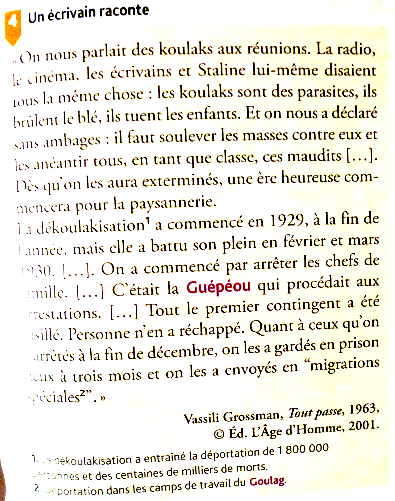 4 Un écrivain raconte
« On nous parlait des koulaks aux réunions. La radio,
le cinéma, les écrivains et Staline lui-même disaient
tous la même chose : les koulaks sont des parasites, ils
brûlent le blé, ils tuent les enfants. Et on nous a déclaré
sans ambages : il faut soulever les masses contre eux et
les anéantir tous, en tant que classe, ces maudits […].
Dès qu'on les aura exterminés, une ère heureuse com-
mencera pour la paysannerie.
La dékoulakisation¹ a commencé en 1929, à la fin de
l'année, mais elle a battu son plein en février et mars
1930. […]. On a commencé par arrêter les chefs de
famille. […] C'était la Guépéou qui procédait aux
arrestations. […] Tout le premier contingent a été
fusillé. Personne n'en a réchappé. Quant à ceux qu'on
arrêtés à la fin de décembre, on les a gardés en prison
deux à trois mois et on les a envoyés en "migrations
spéciales²". »
Vassili Grossman, Tout passe, 1963,
© Éd. L'Âge d'Homme, 2001.
1. La dékoulakisation a entraîné la déportation de 1 800 000
personnes et des centaines de milliers de morts.
2. Déportation dans les camps de travail du Goulag.